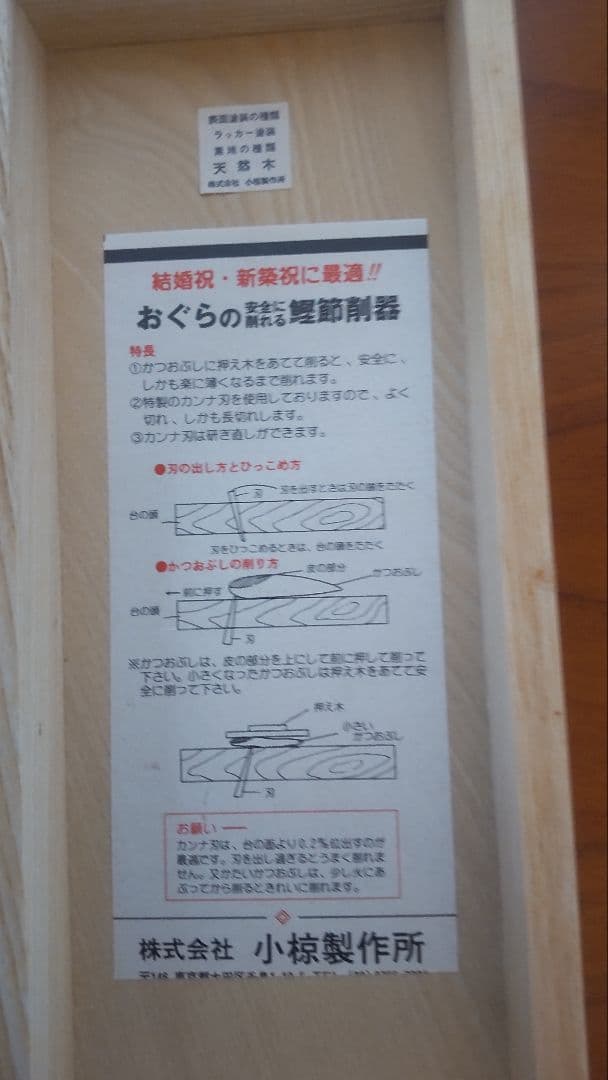 表面塗装の種類
ラッカー塗装
素地の種類
天然木
株式会社 小椋製作所
結婚祝・新築祝に最適!!
おぐらの安全に削れる鰹節削器
特長
①かつおぶしに押え木をあてて削ると、安全に、
しかも楽に薄くなるまで削れます。
②特製のカンナ刃を使用しておりますので、よく
切れ、しかも長切れします。
③カンナ刃は研ぎ直しができます。
●刃の出し方とひっこめ方
刃
刃を出すときは刃の頭をたたく
台の頭
刃をひっこめるときは、台の頭をたたく
●かつおぶしの削り方
皮の部分
かつおぶし
前に押す
台の頭
刃
※かつおぶしは、皮の部分を上にして前に押して削って
下さい。小さくなったかつおぶしは押え木をあてて安
全に削って下さい。
押え木
小さい
かつおぶし
刃
お願い
カンナ刃は、台の面より0.2㎜位出すのが
最適です。刃を出し過ぎるとうまく削れま
せん。又かたいかつおぶしは、少し火にあ
ぶってから削るときれいに削れます。
株式会社 小椋製作所
〒146 東京都大田区